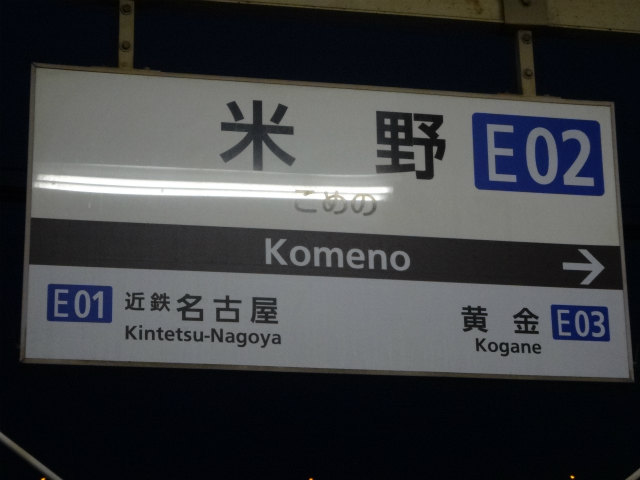 米野 E02
こめの
Komeno →
E01 近鉄名古屋 黄金 E03
Kintetsu-Nagoya Kogane